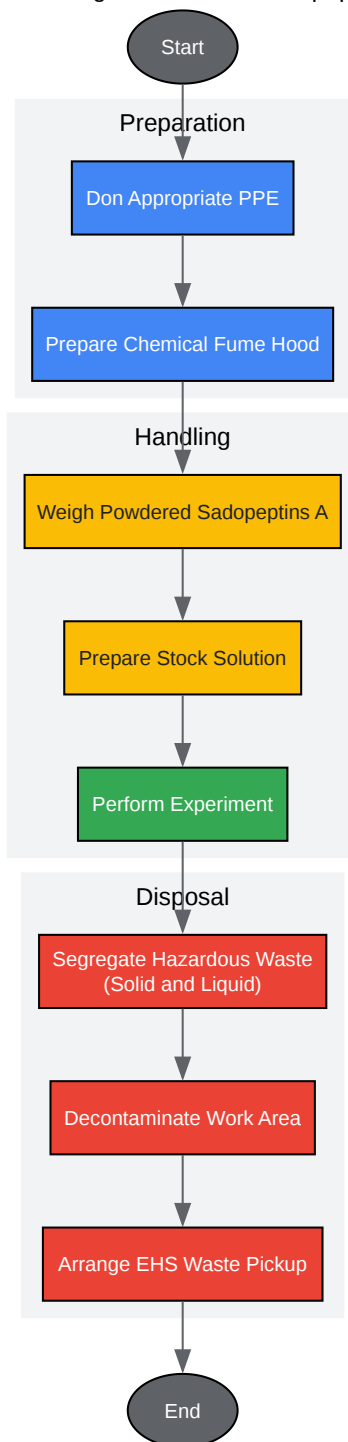 Start
Preparation
Don Appropriate PPE
Prepare Chemical Fume Hood
Handling
Weigh Powdered Sadopeptins A
Prepare Stock Solution
Perform Experiment
Disposal
Segregate Hazardous Waste
(Solid and Liquid)
Decontaminate Work Area
Arrange EHS Waste Pickup
End